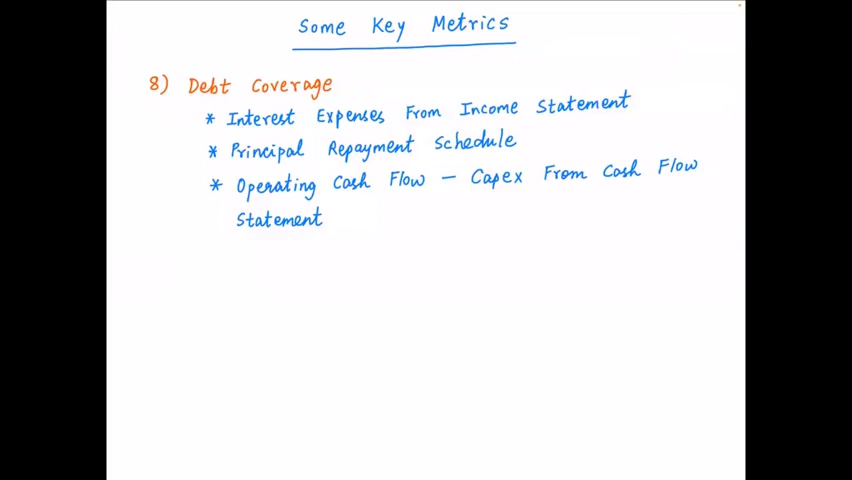 Some Key Metrics
8) Debt Coverage
* Interest Expenses From Income Statement
* Principal Repayment Schedule
* Operating Cash Flow - Capex From Cash Flow
Statement